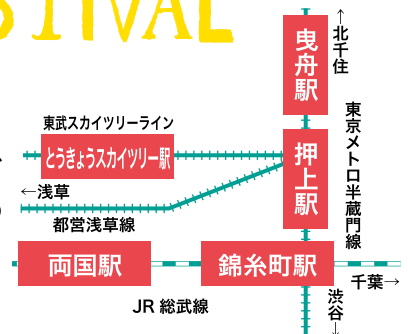 STIVAL
↑北千住
曳舟駅
東武スカイツリーライン
とうきょうスカイツリー駅
押上駅
東京メトロ半蔵門線
←浅草
都営浅草線
両国駅
錦糸町駅
千葉→
JR 総武線
渋谷→